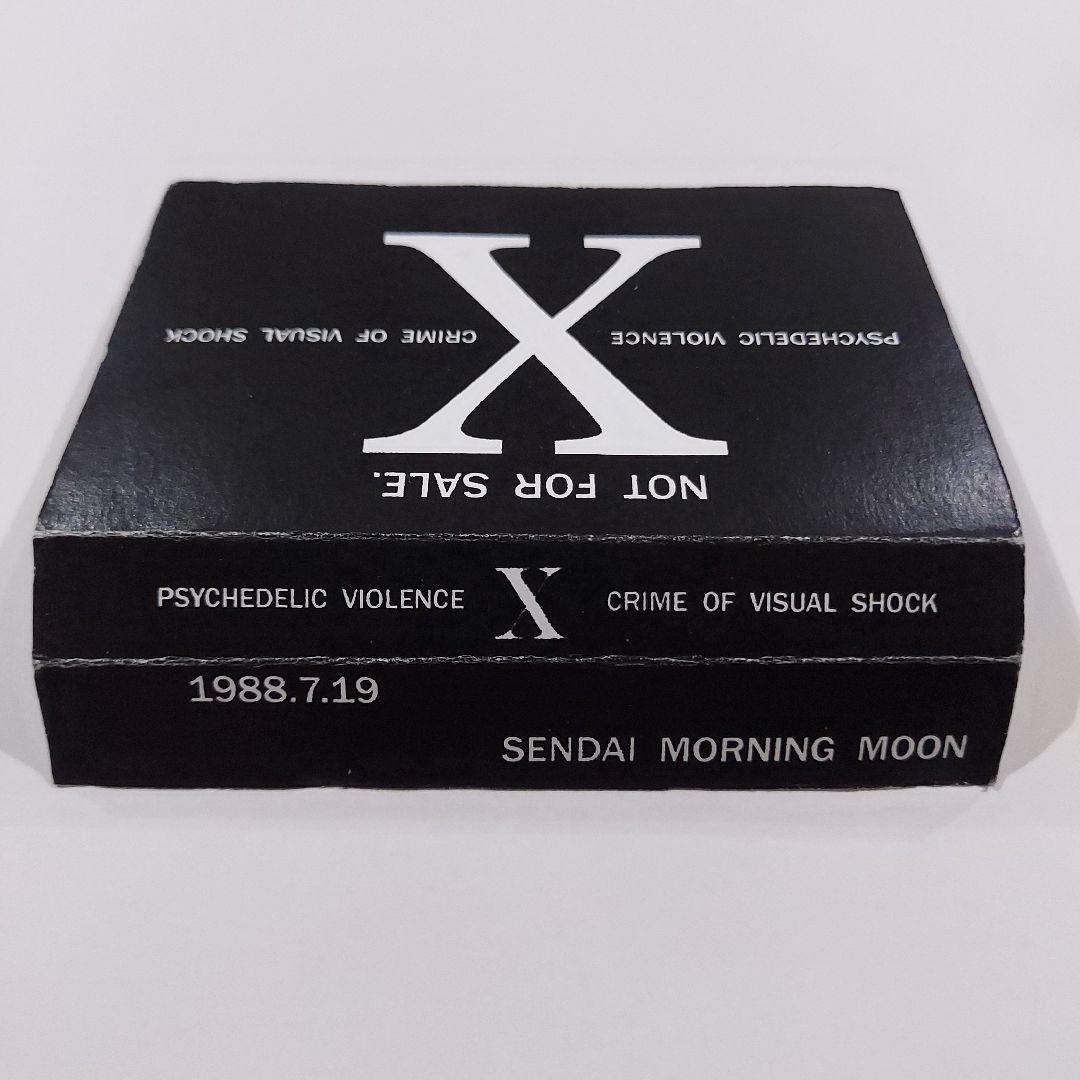 X
PSYCHEDELIC VIOLENCE CRIME OF VISUAL SHOCK
NOT FOR SALE.
PSYCHEDELIC VIOLENCE X CRIME OF VISUAL SHOCK
1988.7.19
SENDAI MORNING MOON